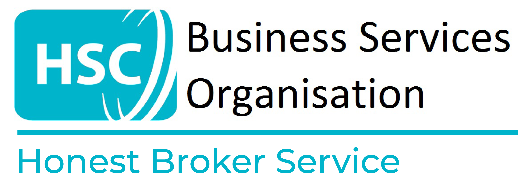 HSC
Business Services
Organisation
Honest Broker Service